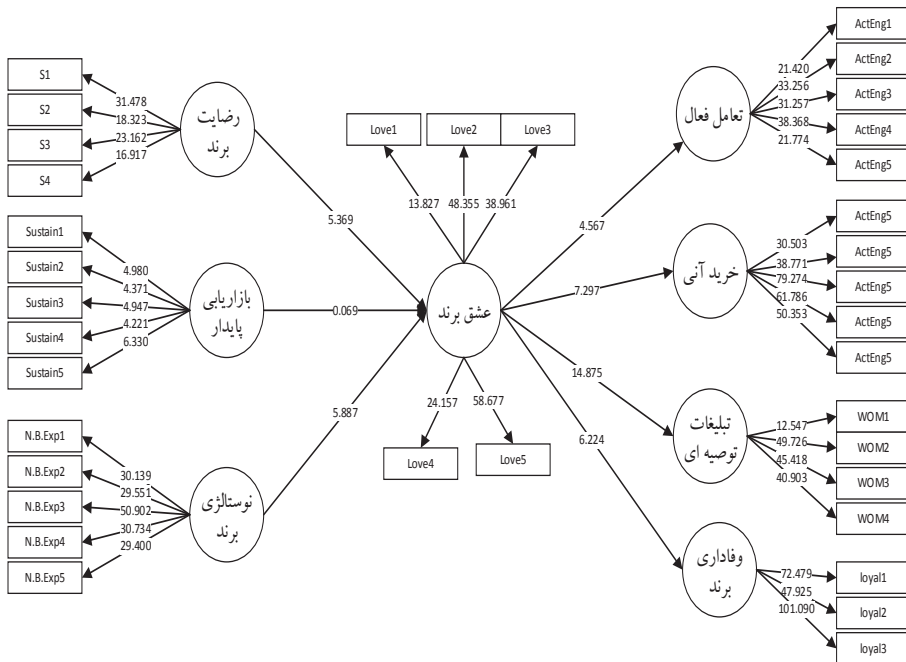 S1
S2
S3
S4
31.478
18.323
23.162
16.917
رضایت
برند
Sustain1
Sustain2
Sustain3
Sustain4
Sustain5
4.980
4.371
4.947
4.221
6.330
بازاریابی
پایدار
N.B.Exp1
N.B.Exp2
N.B.Exp3
N.B.Exp4
N.B.Exp5
30.139
29.551
50.902
30.734
29.400
نوستالژی
برند
5.369
0.069
5.887
Love1
Love2
Love3
13.827
48.355
38.961
عشق برند
24.157
58.677
Love4
Love5
4.567
7.297
14.875
6.224
تعامل فعال
21.420
33.256
31.257
38.368
21.774
ActEng1
ActEng2
ActEng3
ActEng4
ActEng5
خرید آنی
30.503
38.771
79.274
61.786
50.353
ActEng5
ActEng5
ActEng5
ActEng5
ActEng5
تبلیغات
توصیه ای
12.547
49.726
45.418
40.903
WOM1
WOM2
WOM3
WOM4
وفاداری
برند
72.479
47.925
101.090
loyal1
loyal2
loyal3